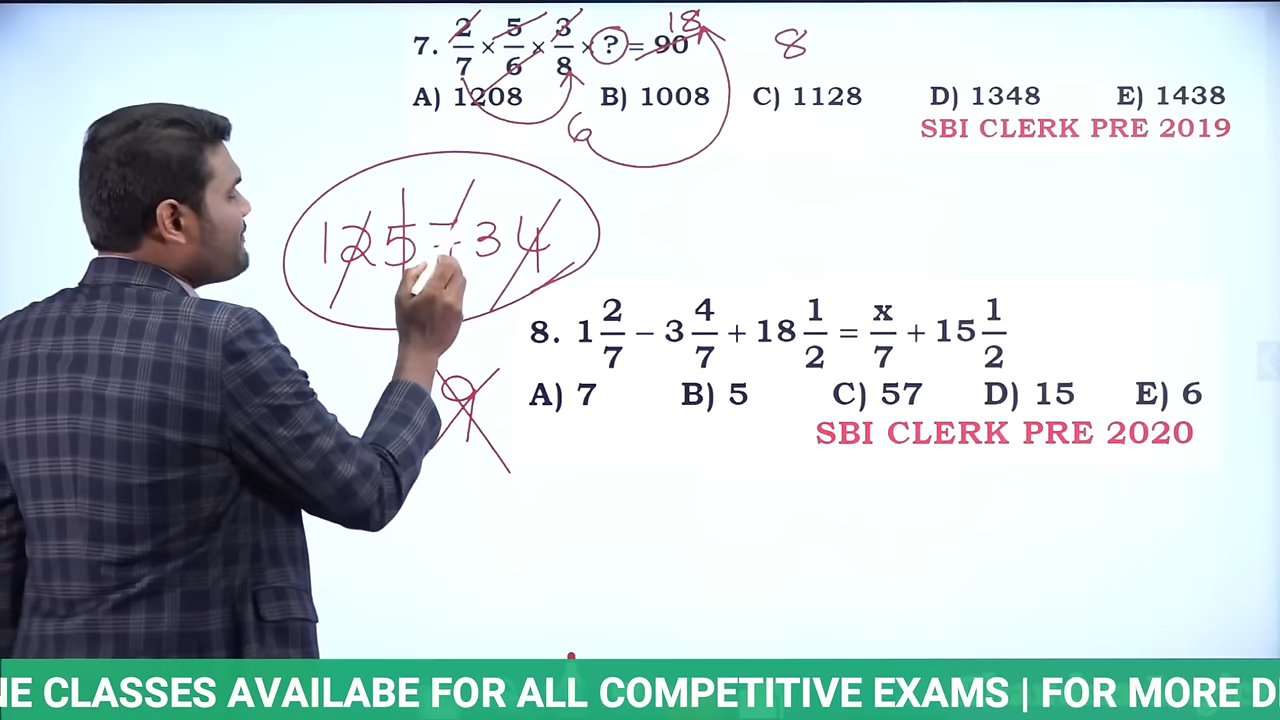 18
7. 2/7 × 5/6 × 3/8 × ? = 90
8
A) 1208 B) 1008 C) 1128 D) 1348 E) 1438
SBI CLERK PRE 2019
6
125 ÷ 34
8. 1 2/7 − 3 4/7 + 18 1/2 = x/7 + 15 1/2
A) 7 B) 5 C) 57 D) 15 E) 6
9
SBI CLERK PRE 2020
NE CLASSES AVAILABE FOR ALL COMPETITIVE EXAMS | FOR MORE D